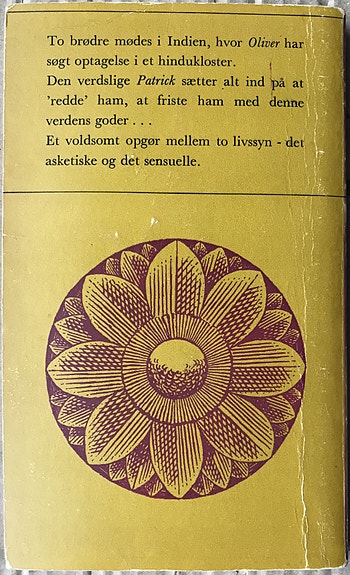 To brødre mødes i Indien, hvor Oliver har
søgt optagelse i et hindukloster.
Den verdslige Patrick sætter alt ind på at
’redde’ ham, at friste ham med denne
verdens goder . . .
Et voldsomt opgør mellem to livssyn - det
asketiske og det sensuelle.